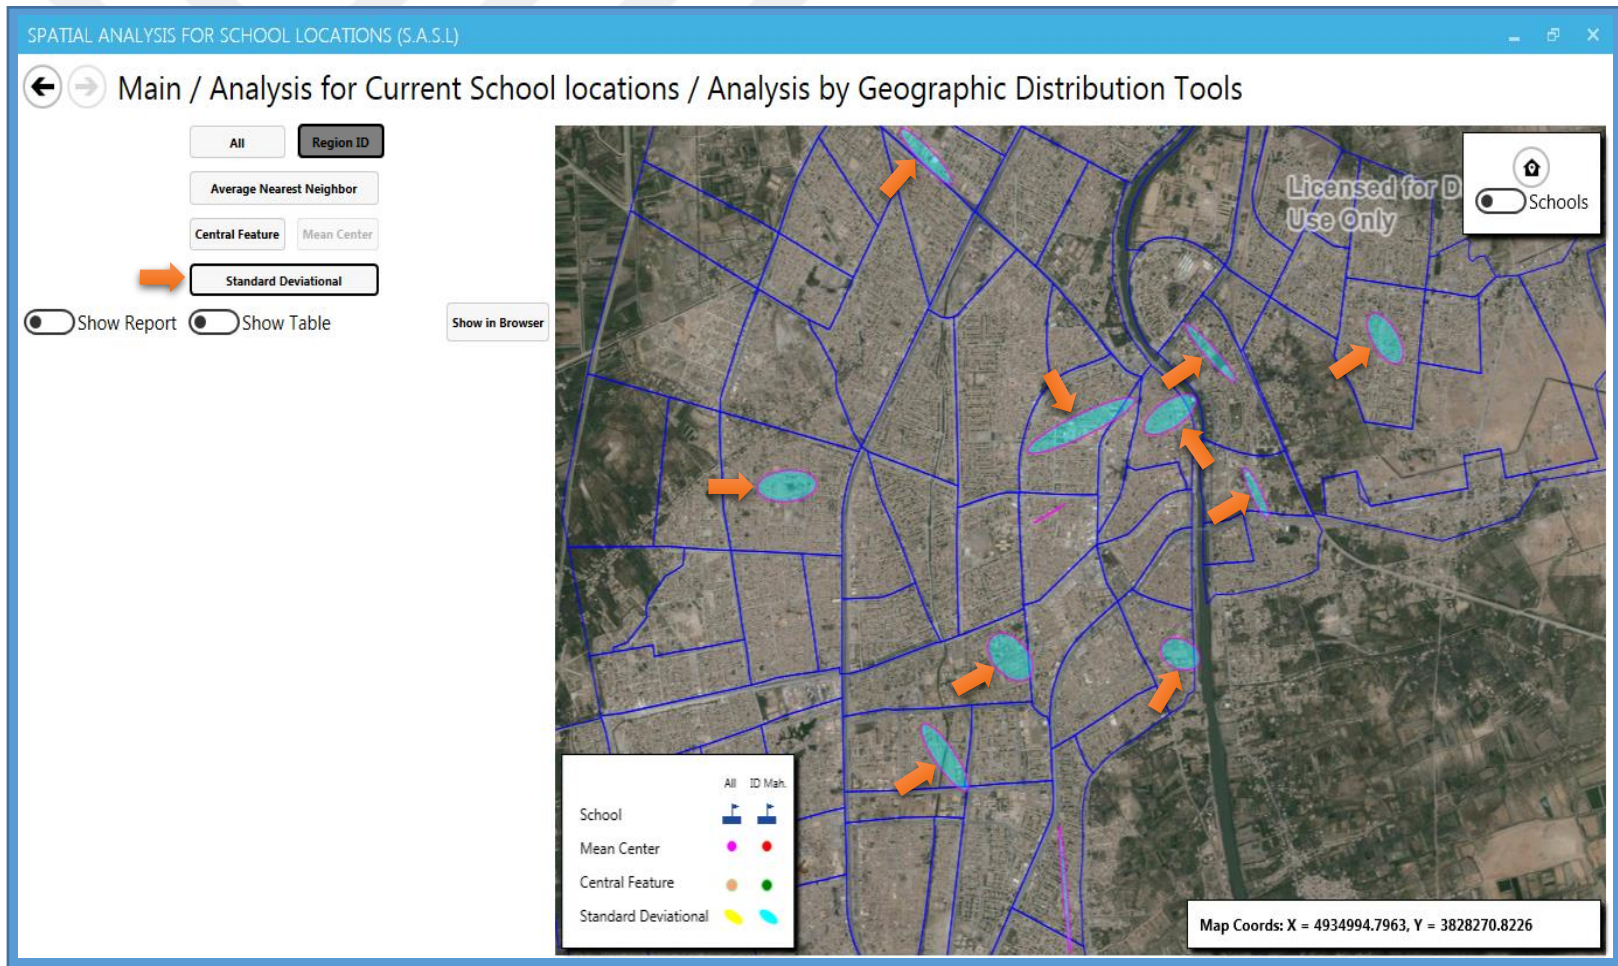 SPATIAL ANALYSIS FOR SCHOOL LOCATIONS (S.A.S.L)
Main / Analysis for Current School locations / Analysis by Geographic Distribution Tools
All Region ID
Average Nearest Neighbor
Central Feature Mean Center
Standard Deviational
Show Report Show Table Show in Browser
Licensed for D
Use Only
Schools
All ID Mah.
School
Mean Center
Central Feature
Standard Deviational
Map Coords: X = 4934994.7963, Y = 3828270.8226